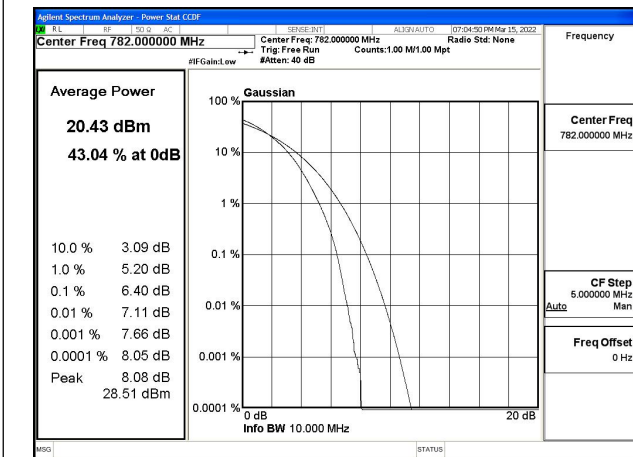 Agilent Spectrum Analyzer - Power Stat CCDF
RL RF 50 Ω AC SENSE:INT ALIGN AUTO 07:04:50 PM Mar 15, 2022
Center Freq 782.000000 MHz
Center Freq: 782.000000 MHz Radio Std: None
Trig: Free Run Counts:1.00 M/1.00 Mpt
#IFGain:Low #Atten: 40 dB
Frequency
Average Power
20.43 dBm
43.04 % at 0dB
10.0 % 3.09 dB
1.0 % 5.20 dB
0.1 % 6.40 dB
0.01 % 7.11 dB
0.001 % 7.66 dB
0.0001 % 8.05 dB
Peak 8.08 dB
28.51 dBm
Gaussian
100 %
10 %
1 %
0.1 %
0.01 %
0.001 %
0.0001 %
0 dB 20 dB
Info BW 10.000 MHz
Center Freq
782.000000 MHz
CF Step
5.000000 MHz
Auto Man
Freq Offset
0 Hz
MSG STATUS